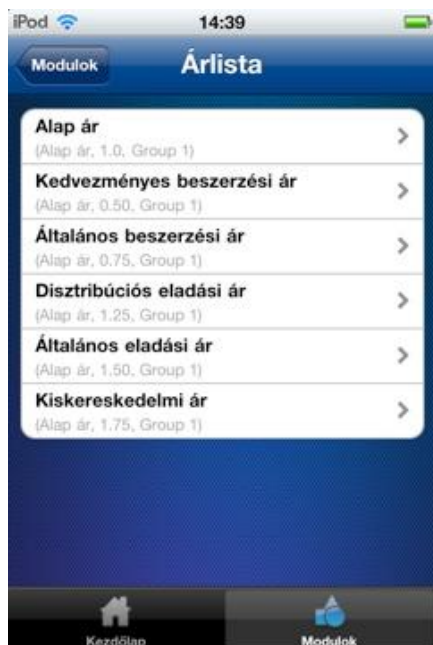 iPod 14:39
Modulok Árlista
Alap ár
(Alap ár, 1.0, Group 1)
Kedvezményes beszerzési ár
(Alap ár, 0.50, Group 1)
Általános beszerzési ár
(Alap ár, 0.75, Group 1)
Disztribúciós eladási ár
(Alap ár, 1.25, Group 1)
Általános eladási ár
(Alap ár, 1.50, Group 1)
Kiskereskedelmi ár
(Alap ár, 1.75, Group 1)
Kezdőlap Modulok